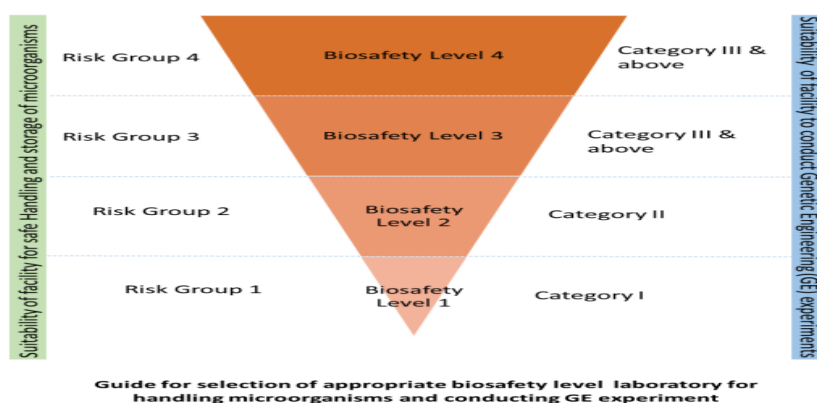 Suitability of facility for safe Handling and storage of microorganisms
Risk Group 4
Biosafety Level 4
Category III &
above
Risk Group 3
Biosafety Level 3
Category III &
above
Risk Group 2
Biosafety
Level 2
Category II
Risk Group 1
Biosafety
Level 1
Category I
Suitability of facility to conduct Genetic Engineering (GE) experiments
Guide for selection of appropriate biosafety level laboratory for
handling microorganisms and conducting GE experiment